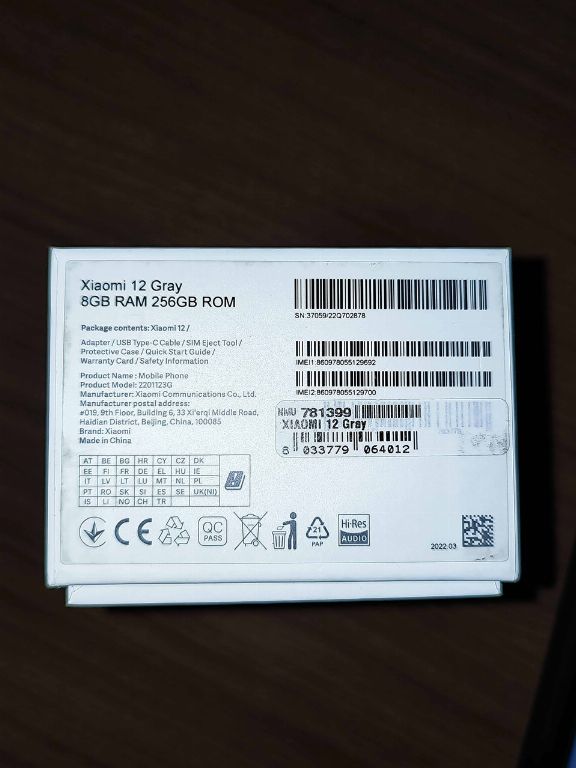 Xiaomi 12 Gray
8GB RAM 256GB ROM
Package contents: Xiaomi 12 /
Adapter / USB Type-C Cable / SIM Eject Tool /
Protective Case / Quick Start Guide /
Warranty Card / Safety Information
Product Name : Mobile Phone
Product Model: 2201123G
Manufacturer: Xiaomi Communications Co., Ltd.
Manufacturer postal address:
#019, 9th Floor, Building 6, 33 Xi'erqi Middle Road,
Haidian District, Beijing, China, 100085
Brand: Xiaomi
Made in China
SN:37059/22Q702878
IMEI1:860978055129692
IMEI2:860978055129700
NMU 781399
XIAOMI 12 Gray
8 033779 064012
AT BE BG HR CY CZ DK
EE FI FR DE EL HU IE
IT LV LT LU MT NL PL
PT RO SK SI ES SE UK(NI)
IS LI NO CH TR
CE
QC
PASS
21
PAP
Hi-Res
AUDIO
2022.03